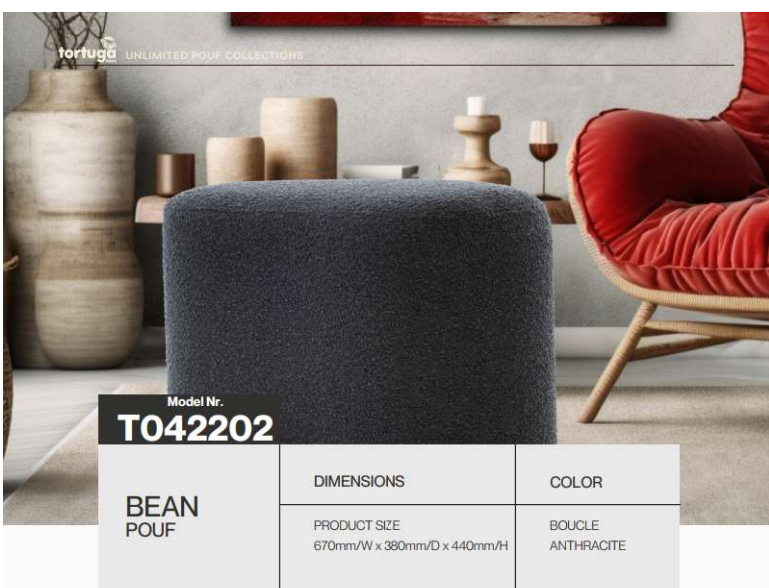 tortuga UNLIMITED POUF COLLECTIONS
Model Nr.
T042202
BEAN
POUF
DIMENSIONS
PRODUCT SIZE
670mm/W x 380mm/D x 440mm/H
COLOR
BOUCLE
ANTHRACITE